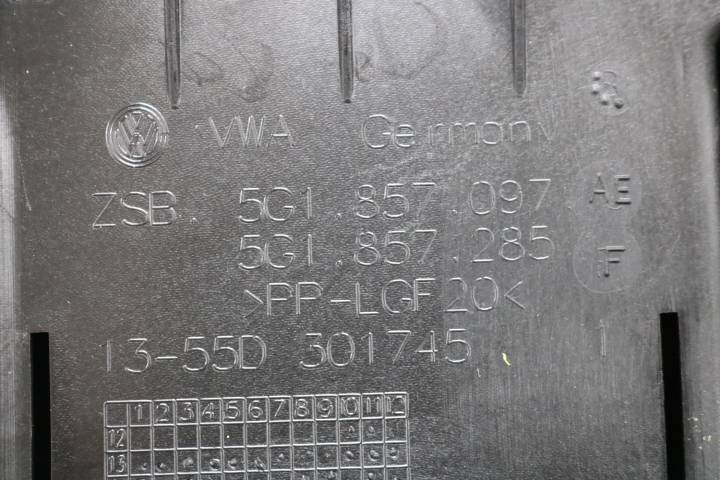 VWA Germany 8
ZSB. 5G1.857.097. AE
5G1.857.285 F
>PP-LGF20<
13-55D 301745 1
1 2 3 4 5 6 7 8 9 10 11 12
12
13